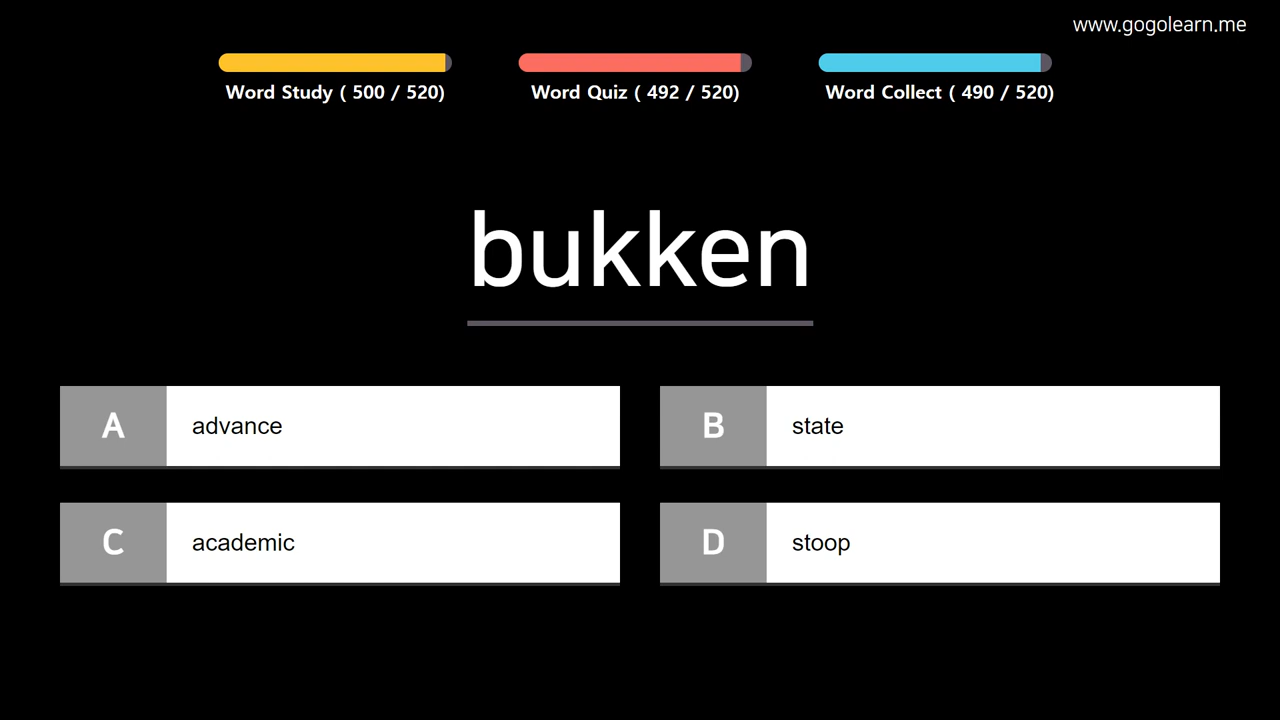 www.gogolearn.me
Word Study ( 500 / 520)
Word Quiz ( 492 / 520)
Word Collect ( 490 / 520)
bukken
A advance
B state
C academic
D stoop